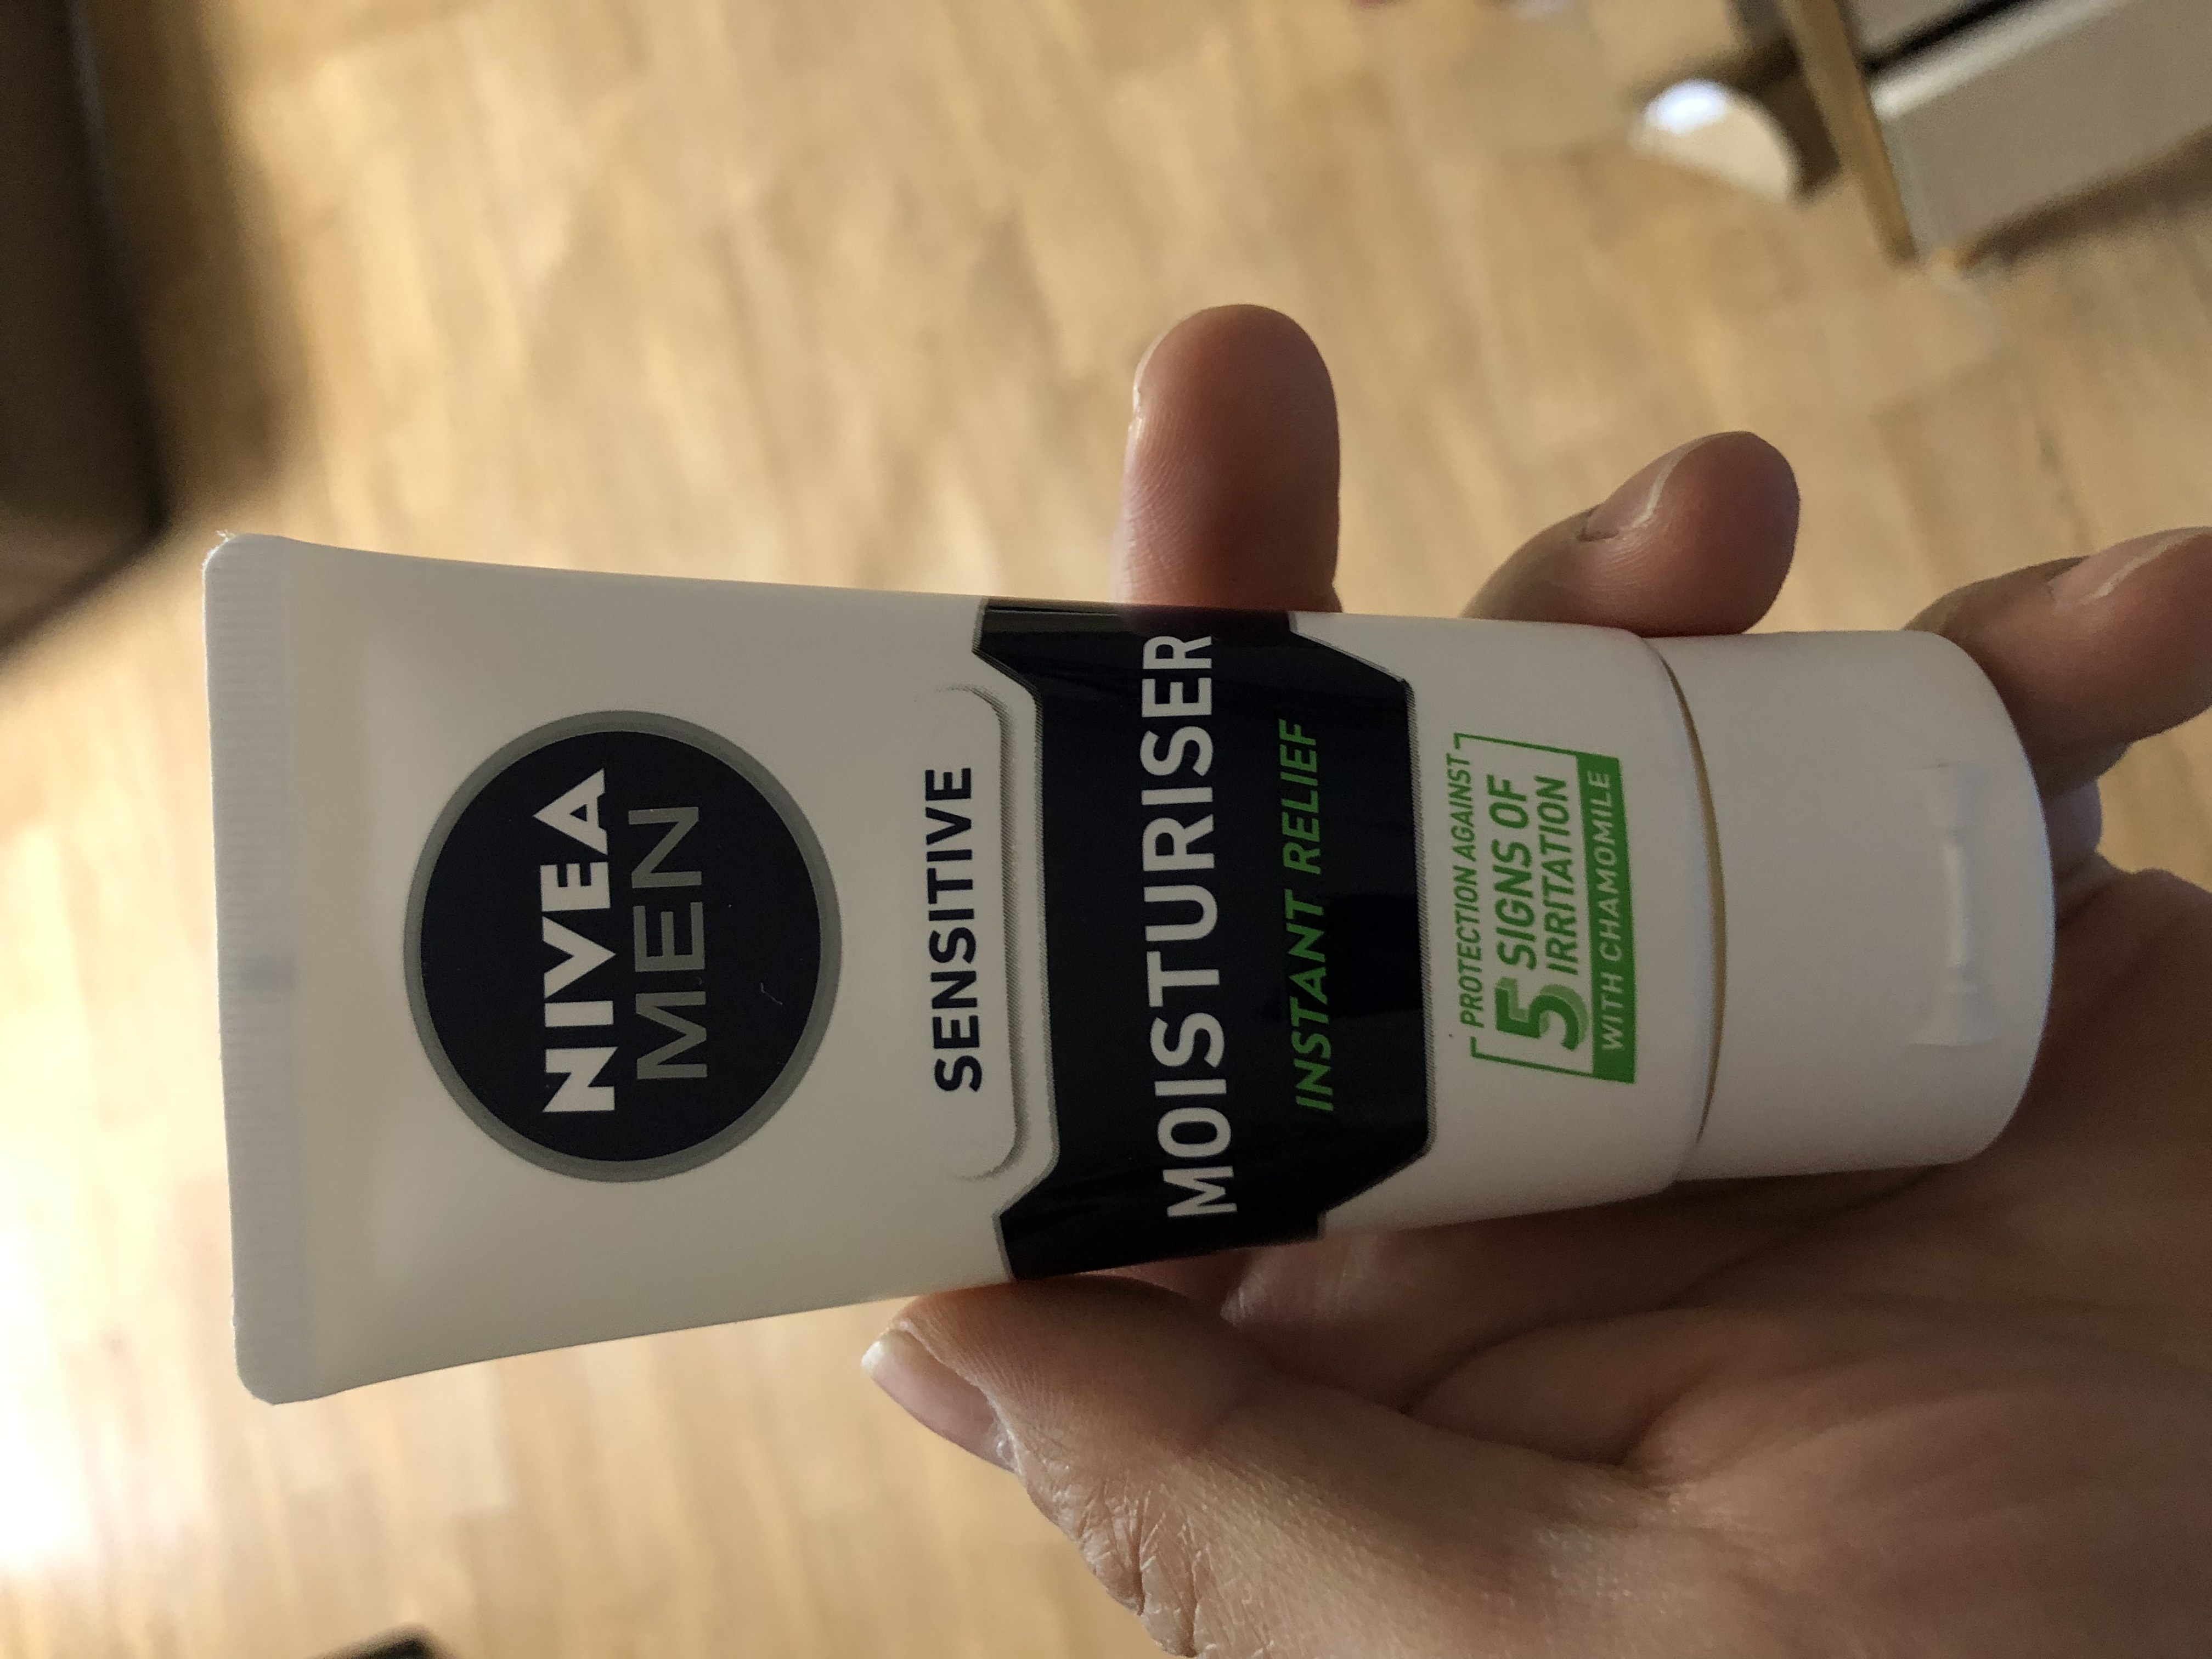 NIVEA
MEN
SENSITIVE
MOISTURISER
INSTANT RELIEF
PROTECTION AGAINST
5 SIGNS OF
IRRITATION
WITH CHAMOMILE